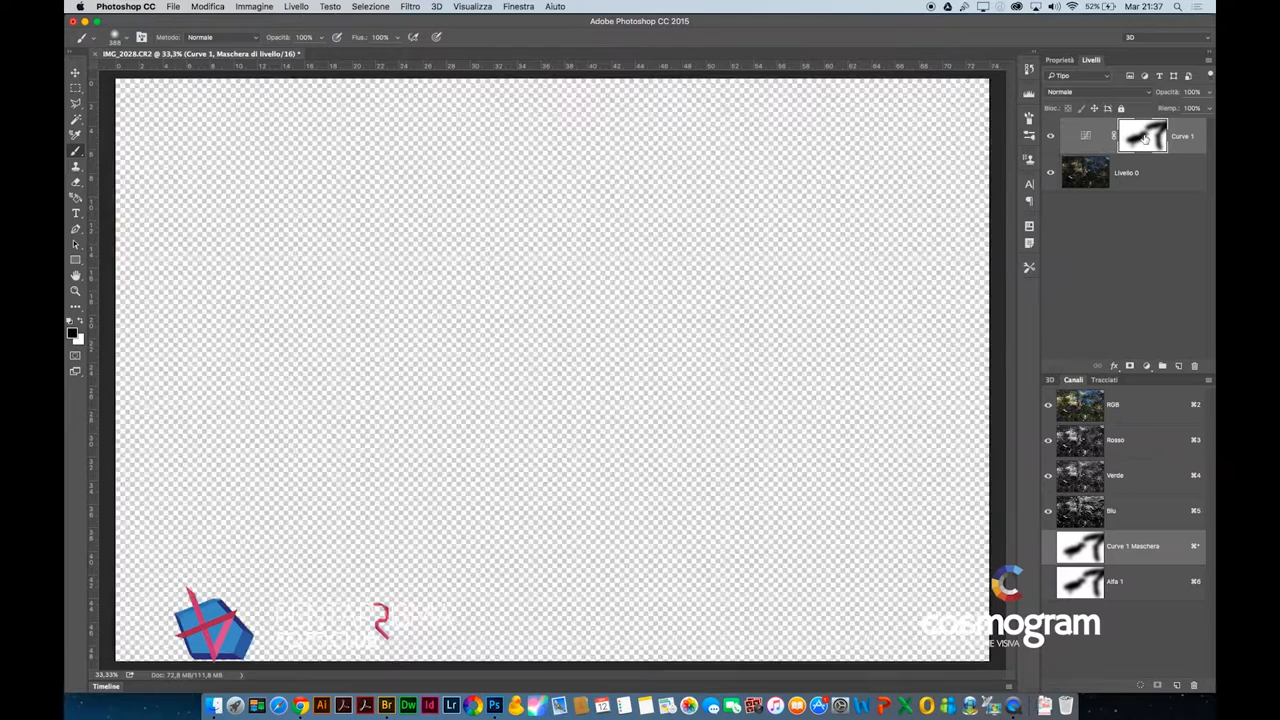 Photoshop CC File Modifica Immagine Livello Testo Selezione Filtro 3D Visualizza Finestra Aiuto 52% Mar 21:37
Adobe Photoshop CC 2015
388 Metodo: Normale Opacità: 100% Flus.: 100% 3D
× IMG_2028.CR2 @ 33,3% (Curve 1, Maschera di livello/16) *
Proprietà Livelli
Tipo
Normale Opacità: 100%
Bloc.: Riemp.: 100%
Curve 1
Livello 0
3D Canali Tracciati
RGB ⌘2
Rosso ⌘3
Verde ⌘4
Blu ⌘5
Curve 1 Maschera ⌘*
Alfa 1 ⌘6
cosmogram
HE VISIVA
33,33% Doc: 72,8 MB/111,8 MB
Timeline